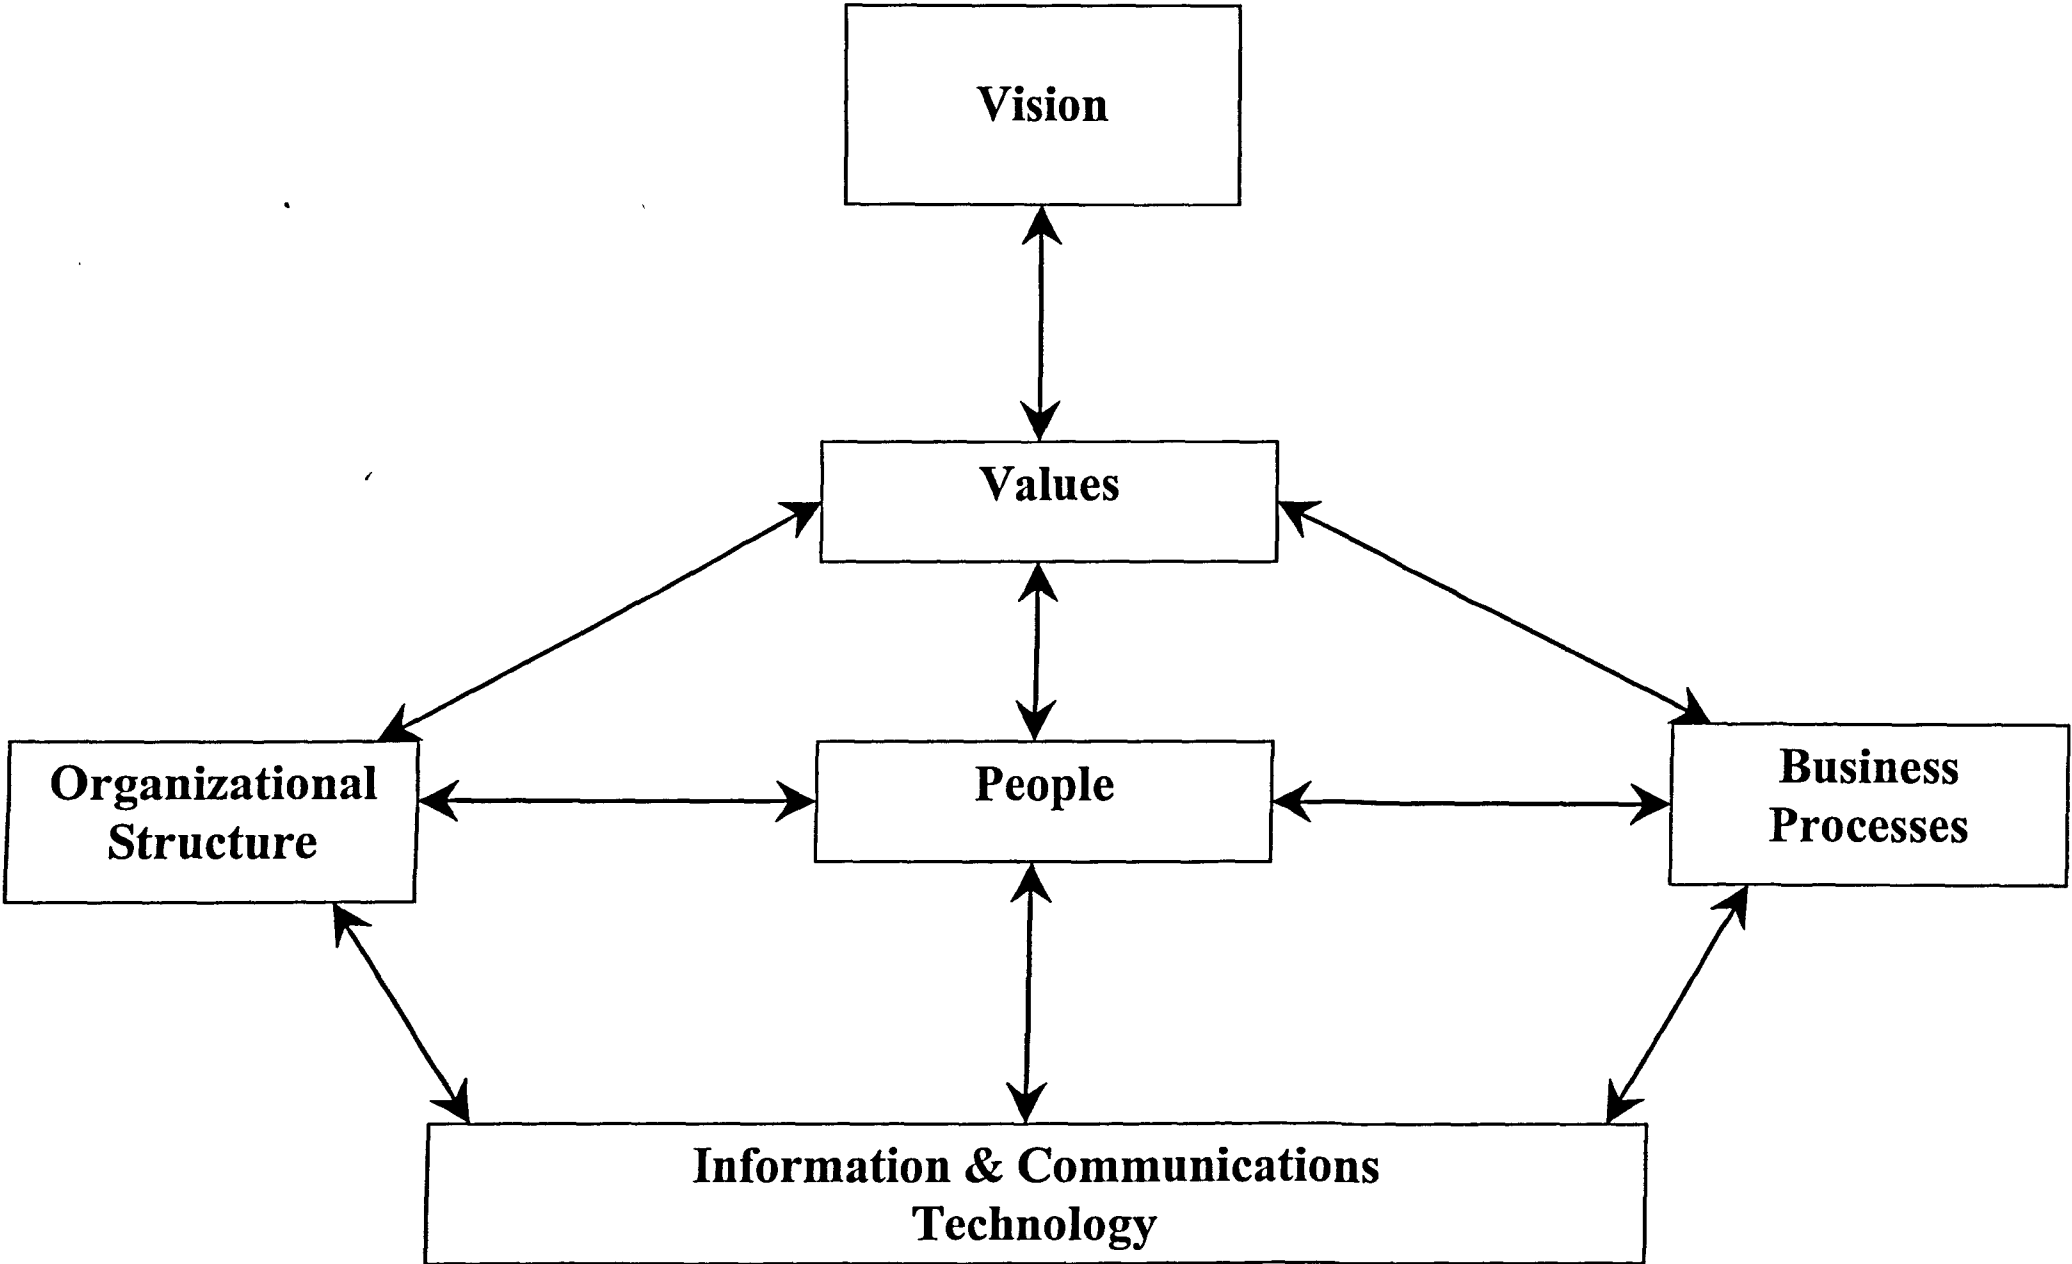 Vision
Values
Organizational
Structure
People
Business
Processes
Information & Communications
Technology